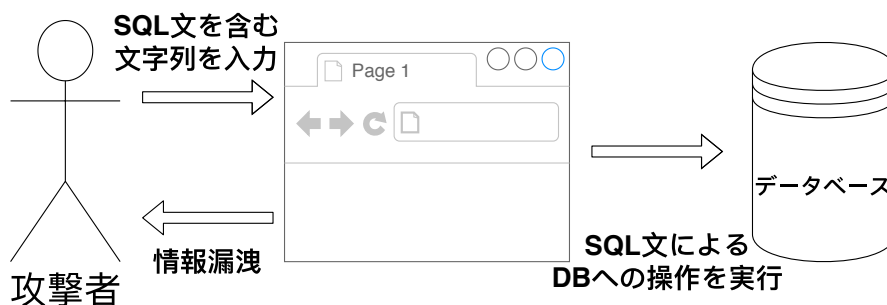 SQL文を含む
文字列を入力
Page 1
データベース
情報漏洩
SQL文による
DBへの操作を実行
攻撃者